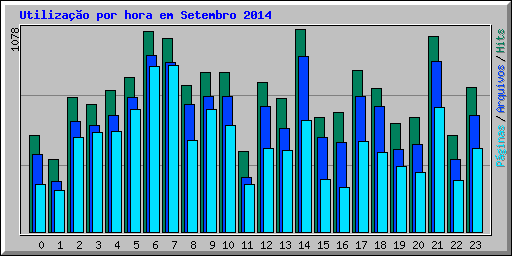 Utilização por hora em Setembro 2014
1078
Páginas / Arquivos / Hits
0 1 2 3 4 5 6 7 8 9 10 11 12 13 14 15 16 17 18 19 20 21 22 23